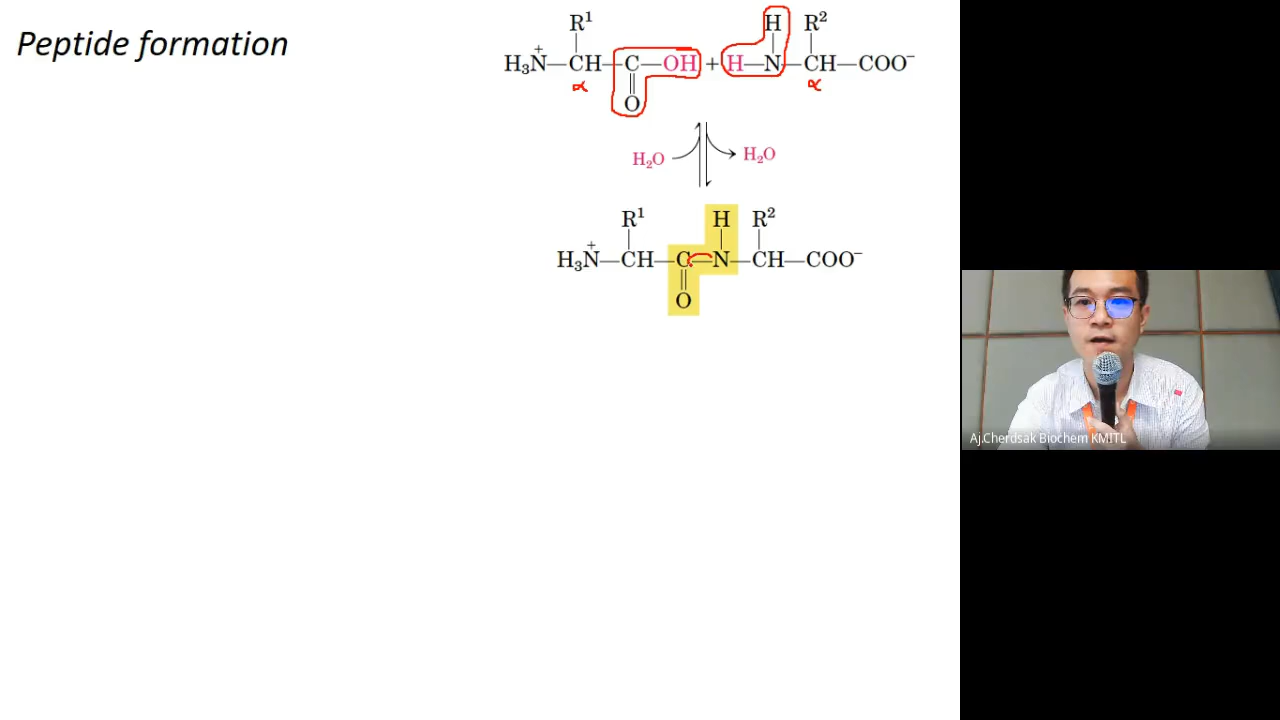 Peptide formation
R¹ H R²
H₃N⁺—CH—C—OH + H—N—CH—COO⁻
α O α
H₂O H₂O
R¹ H R²
H₃N⁺—CH—C—N—CH—COO⁻
O
Aj.Cherdsak Biochem KMITL